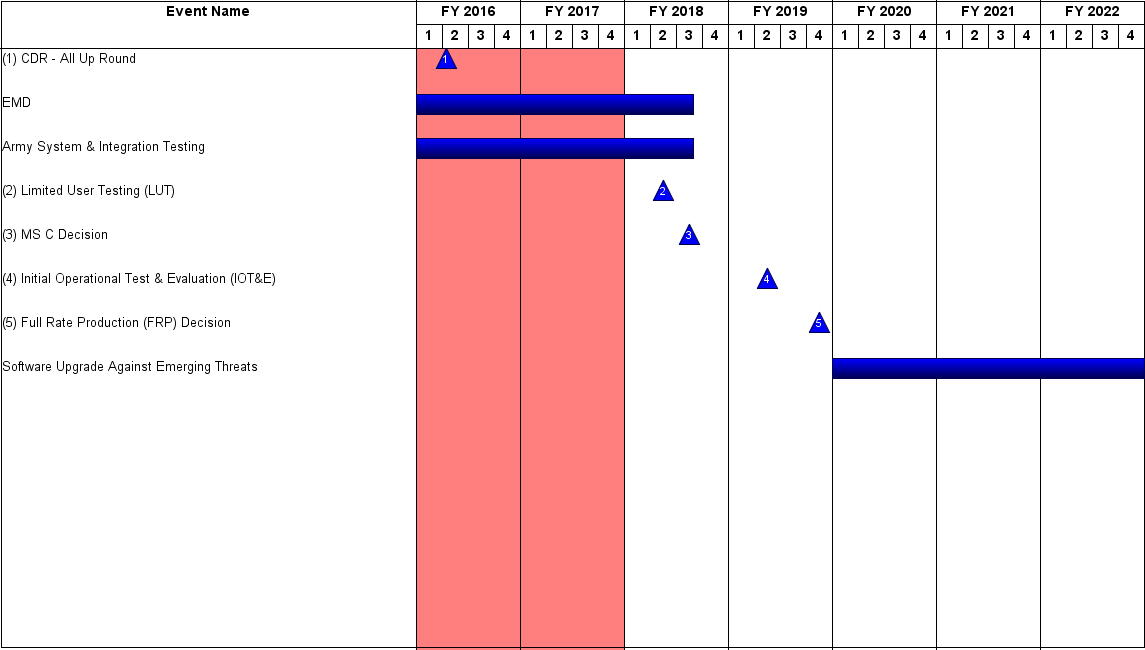 Event Name FY 2016 FY 2017 FY 2018 FY 2019 FY 2020 FY 2021 FY 2022
1 2 3 4 1 2 3 4 1 2 3 4 1 2 3 4 1 2 3 4 1 2 3 4 1 2 3 4
(1) CDR - All Up Round 1
EMD
Army System & Integration Testing
(2) Limited User Testing (LUT) 2
(3) MS C Decision 3
(4) Initial Operational Test & Evaluation (IOT&E) 4
(5) Full Rate Production (FRP) Decision 5
Software Upgrade Against Emerging Threats